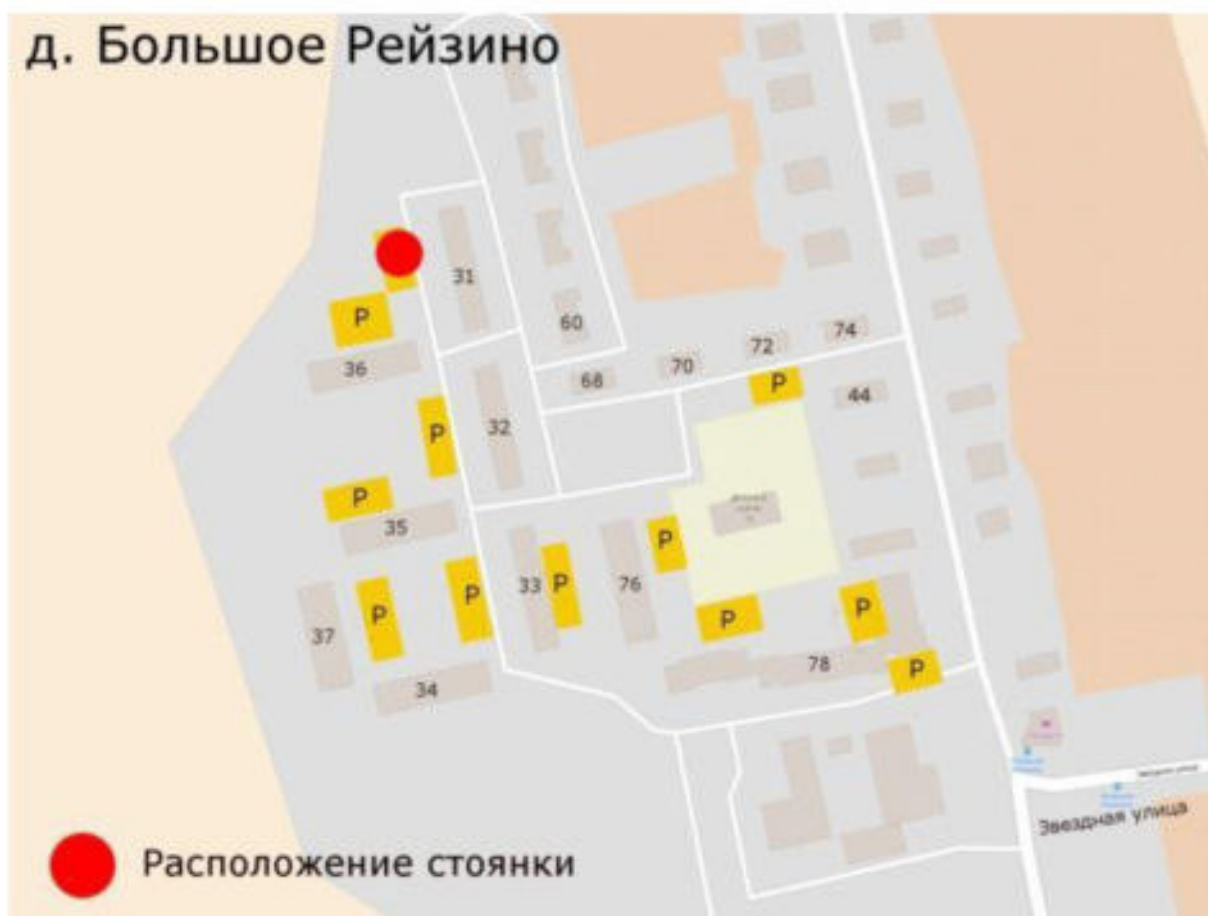 д. Большое Рейзино
31
Р
60
36
74
72
70
68
Р
44
Р
32
Р
35
Р
33
Р
76
Р
Р
37
Р
Р
78
Р
34
Р
Звездная улица
Расположение стоянки